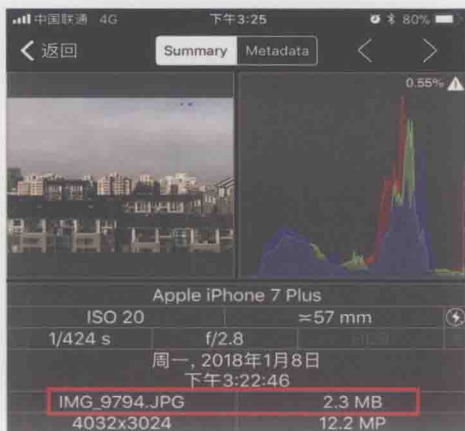 中国联通 4G 下午3:25 80%
返回 Summary Metadata
0.55%
Apple iPhone 7 Plus
ISO 20 ≍57 mm
1/424 s f/2.8
周一, 2018年1月8日
下午3:22:46
IMG_9794.JPG 2.3 MB
4032x3024 12.2 MP